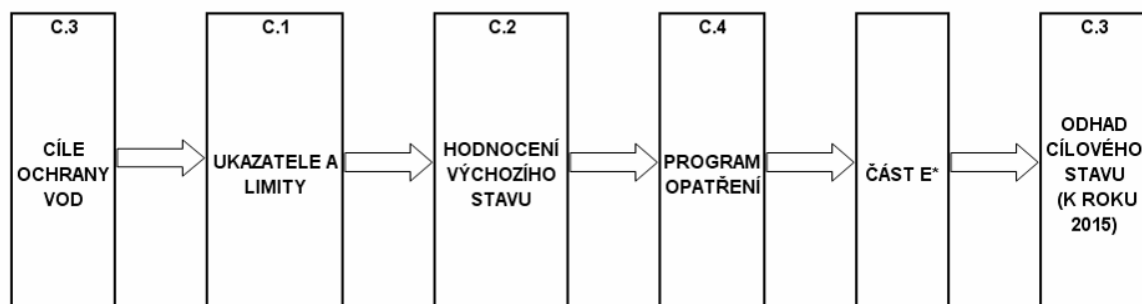 C.3
CÍLE
OCHRANY
VOD
C.1
UKAZATELE A
LIMITY
C.2
HODNOCENÍ
VÝCHOZÍHO
STAVU
C.4
PROGRAM
OPATŘENÍ
ČÁST E*
C.3
ODHAD
CÍLOVÉHO
STAVU
(K ROKU
2015)